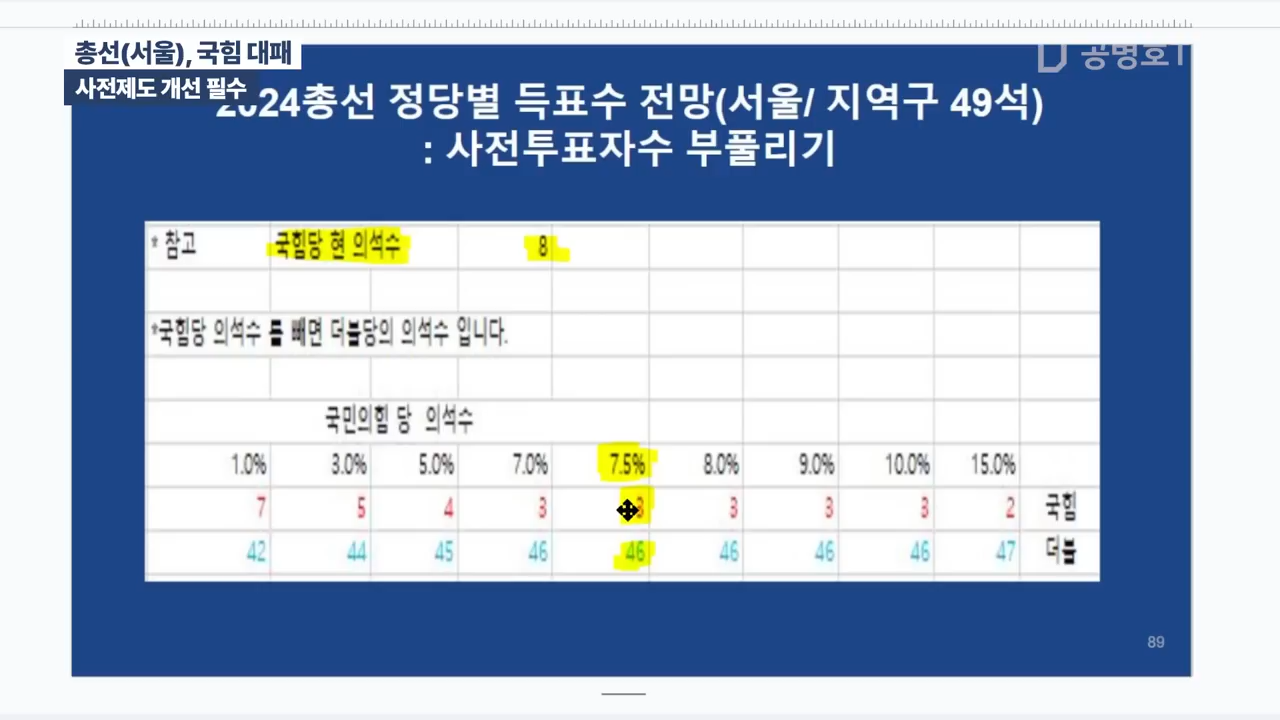 총선(서울), 국힘 대패
사전제도 개선 필수
공병호
2024총선 정당별 득표수 전망(서울/ 지역구 49석)
: 사전투표자수 부풀리기
* 참고 국힘당 현 의석수 8
*국힘당 의석수 를 빼면 더불당의 의석수 입니다.
국민의힘 당 의석수
1.0% 3.0% 5.0% 7.0% 7.5% 8.0% 9.0% 10.0% 15.0%
7 5 4 3 3 3 3 3 2 국힘
42 44 45 46 46 46 46 46 47 더불
89